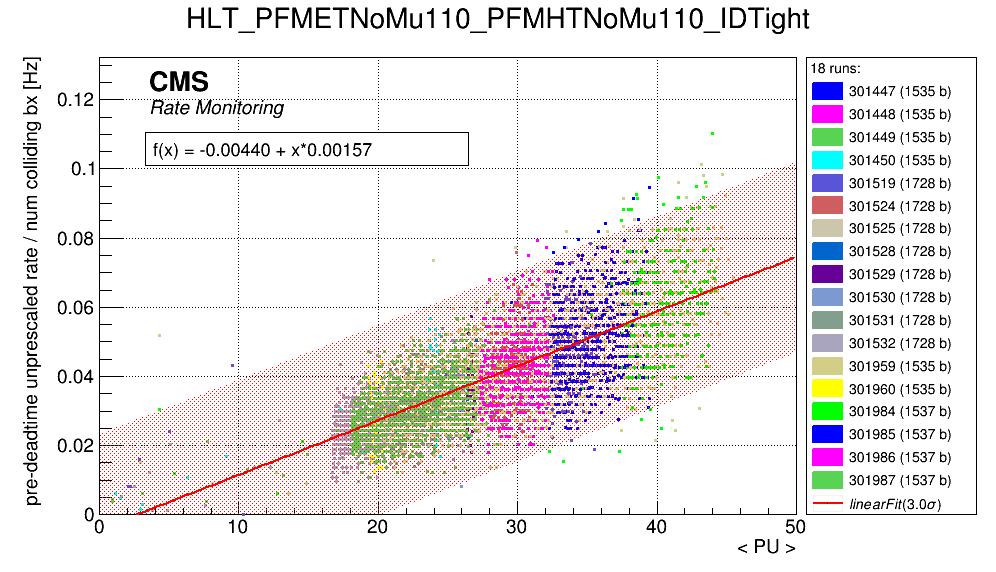 HLT_PFMETNoMu110_PFMHTNoMu110_IDTight
pre-deadtime unprescaled rate / num colliding bx [Hz]
0.12
0.1
0.08
0.06
0.04
0.02
0
CMS
Rate Monitoring
f(x) = -0.00440 + x*0.00157
0 10 20 30 40 50
< PU >
18 runs:
301447 (1535 b)
301448 (1535 b)
301449 (1535 b)
301450 (1535 b)
301519 (1728 b)
301524 (1728 b)
301525 (1728 b)
301528 (1728 b)
301529 (1728 b)
301530 (1728 b)
301531 (1728 b)
301532 (1728 b)
301959 (1535 b)
301960 (1535 b)
301984 (1537 b)
301985 (1537 b)
301986 (1537 b)
301987 (1537 b)
linearFit(3.0σ)